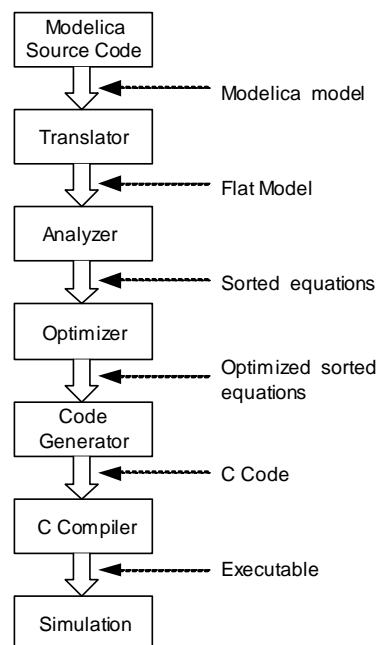 Modelica
Source Code
Modelica model
Translator
Flat Model
Analyzer
Sorted equations
Optimizer
Optimized sorted
equations
Code
Generator
C Code
C Compiler
Executable
Simulation